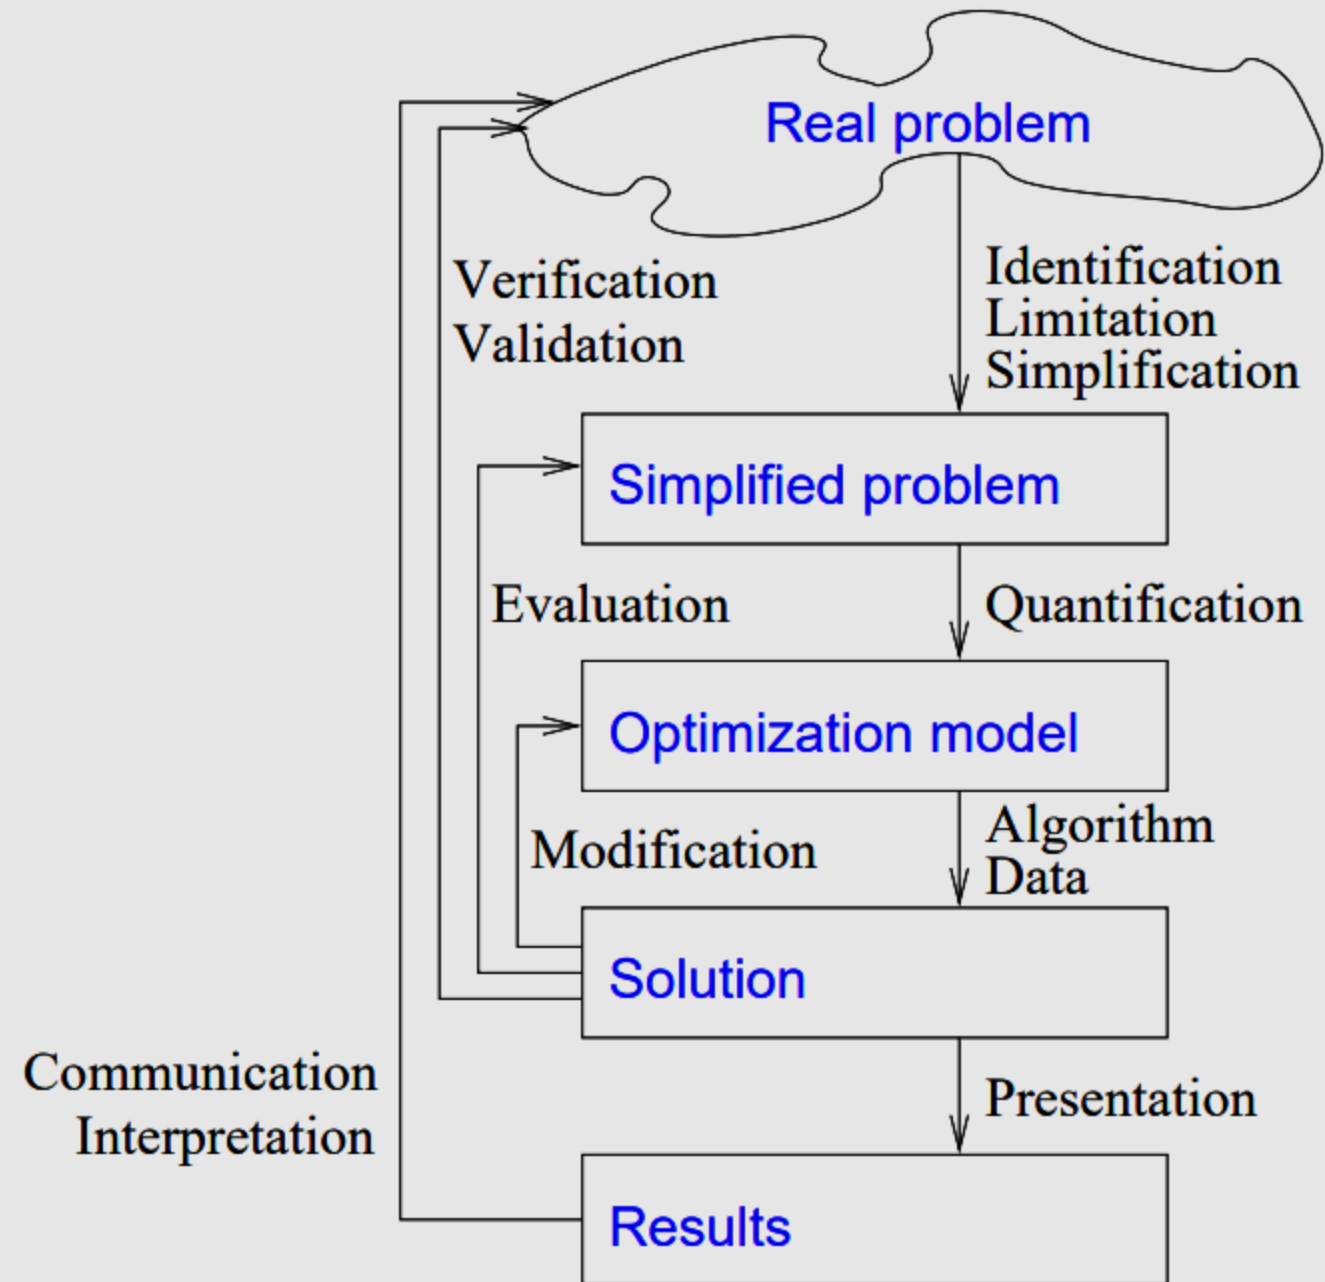 Real problem
Verification
Validation
Identification
Limitation
Simplification
Simplified problem
Evaluation
Quantification
Optimization model
Modification
Algorithm
Data
Solution
Communication
Interpretation
Presentation
Results